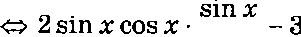 ⇔ 2 sin x cos x · sin x - 3